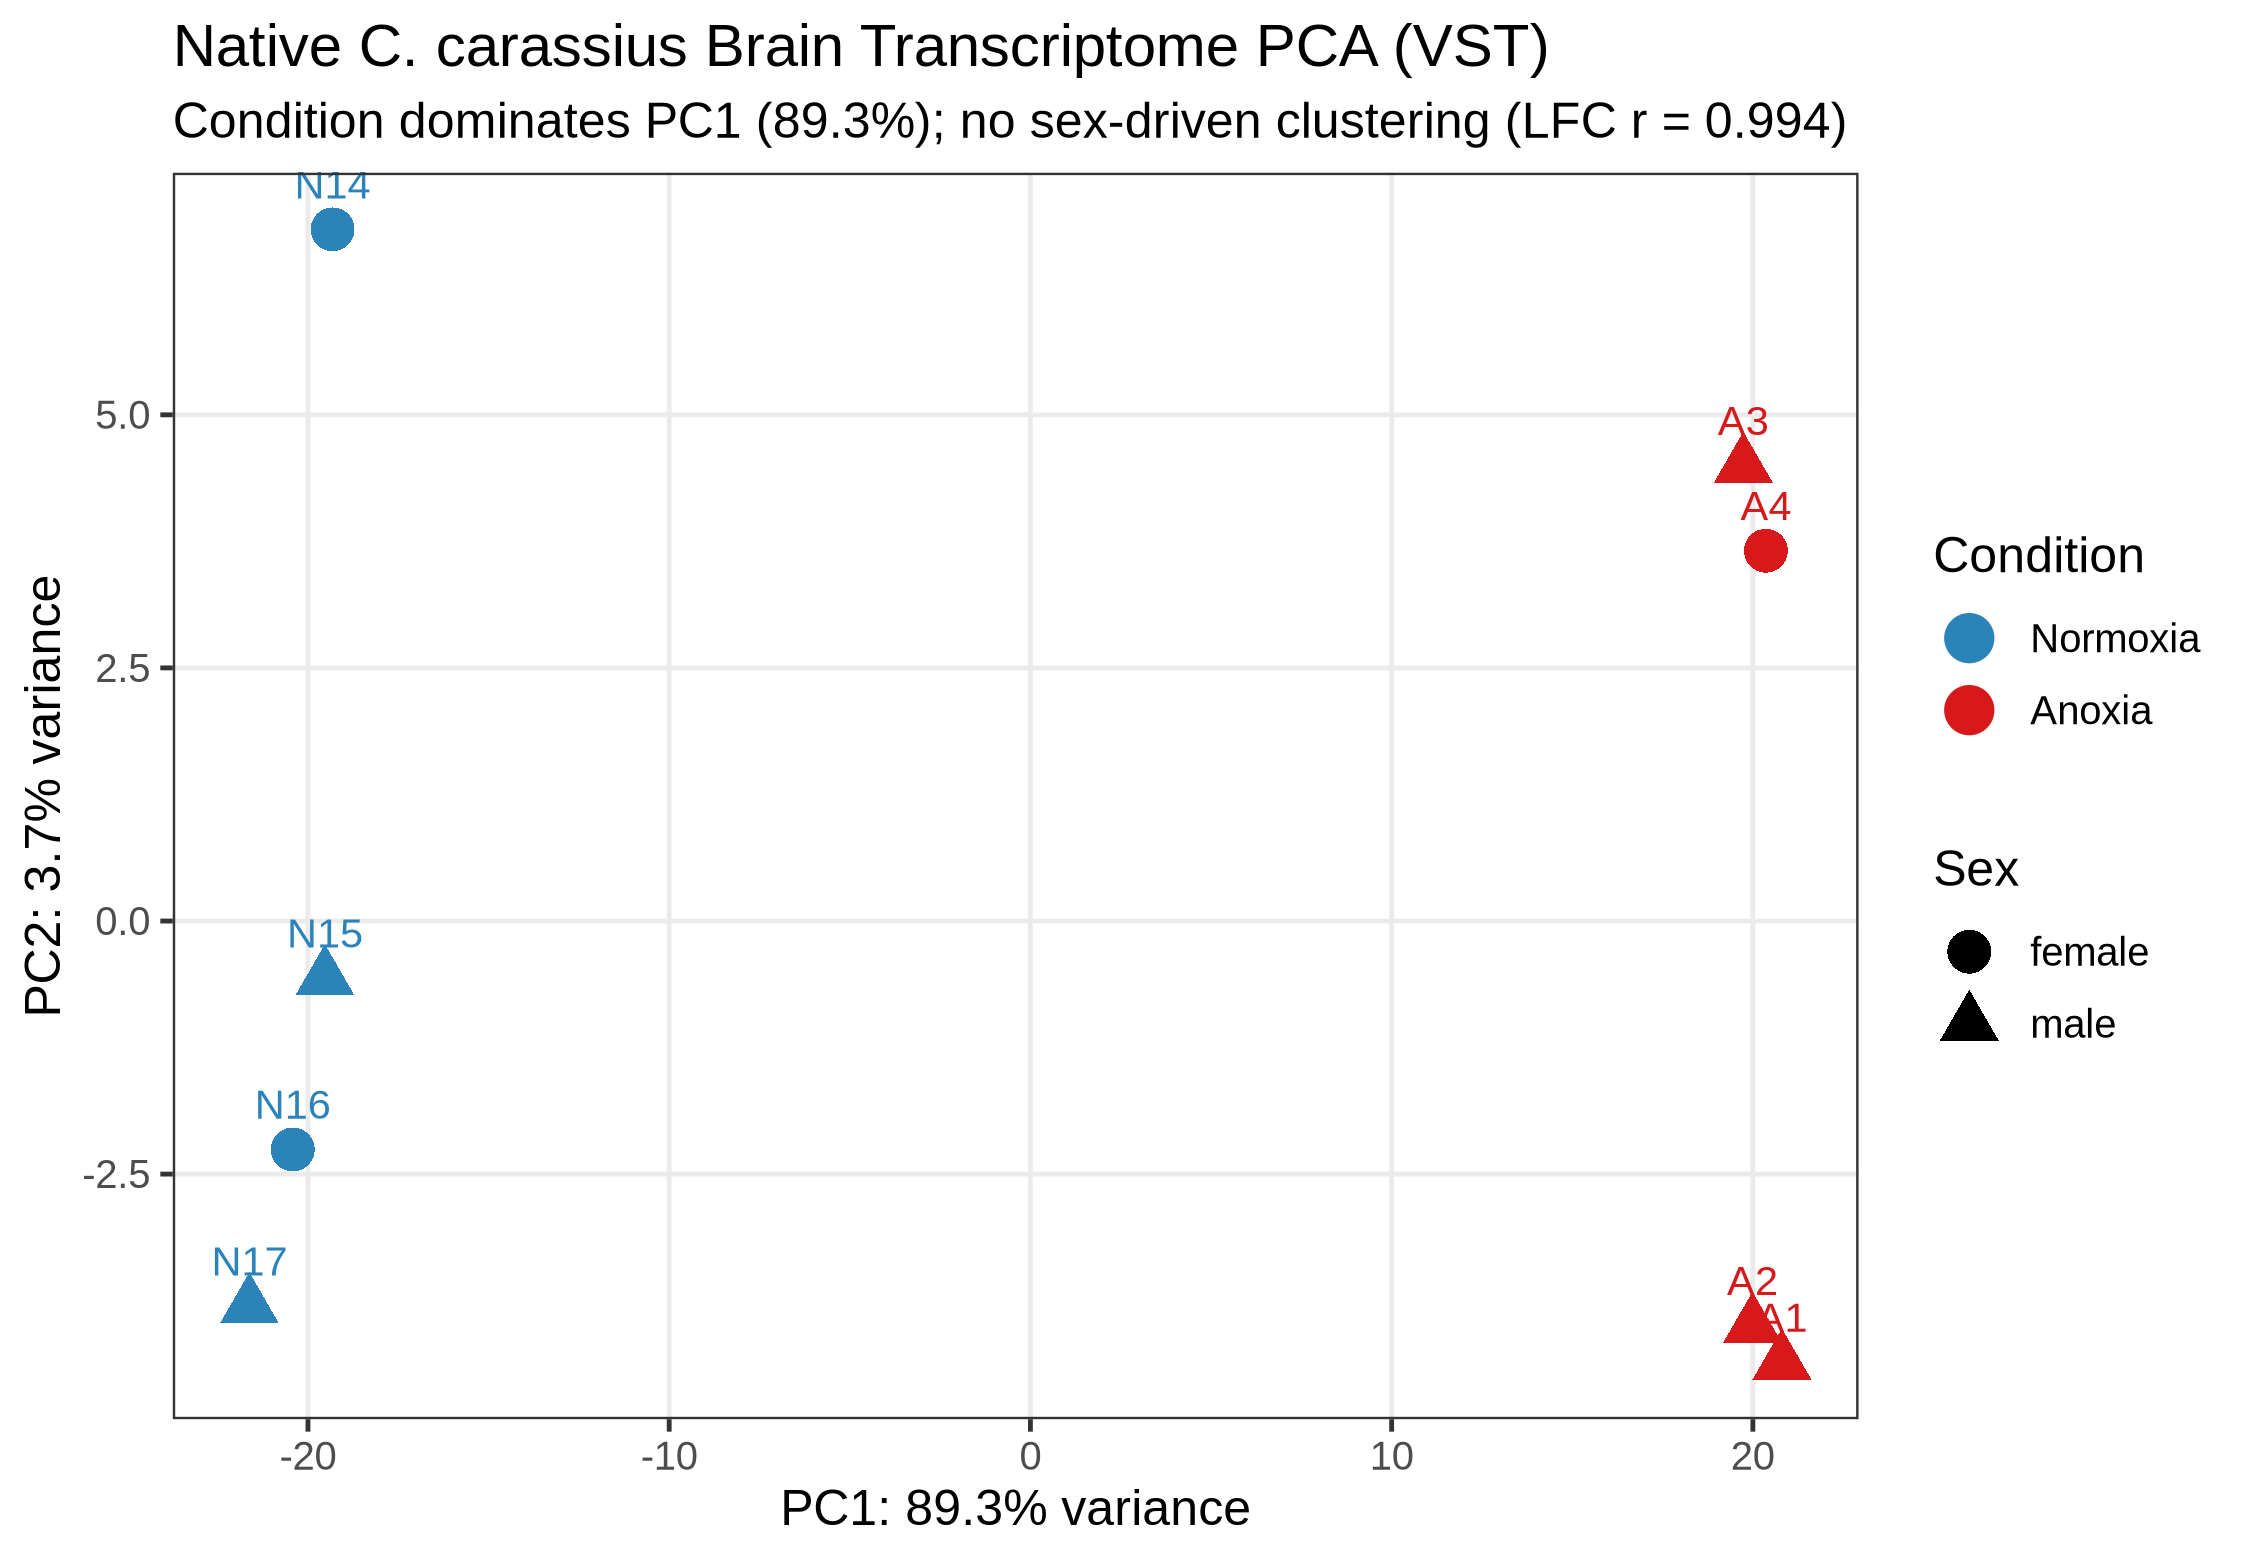 Native C. carassius Brain Transcriptome PCA (VST)
Condition dominates PC1 (89.3%); no sex-driven clustering (LFC r = 0.994)
N14
A3
A4
N15
N16
N17
A2
A1
5.0
2.5
0.0
-2.5
PC2: 3.7% variance
-20
-10
0
10
20
PC1: 89.3% variance
Condition
Normoxia
Anoxia
Sex
female
male